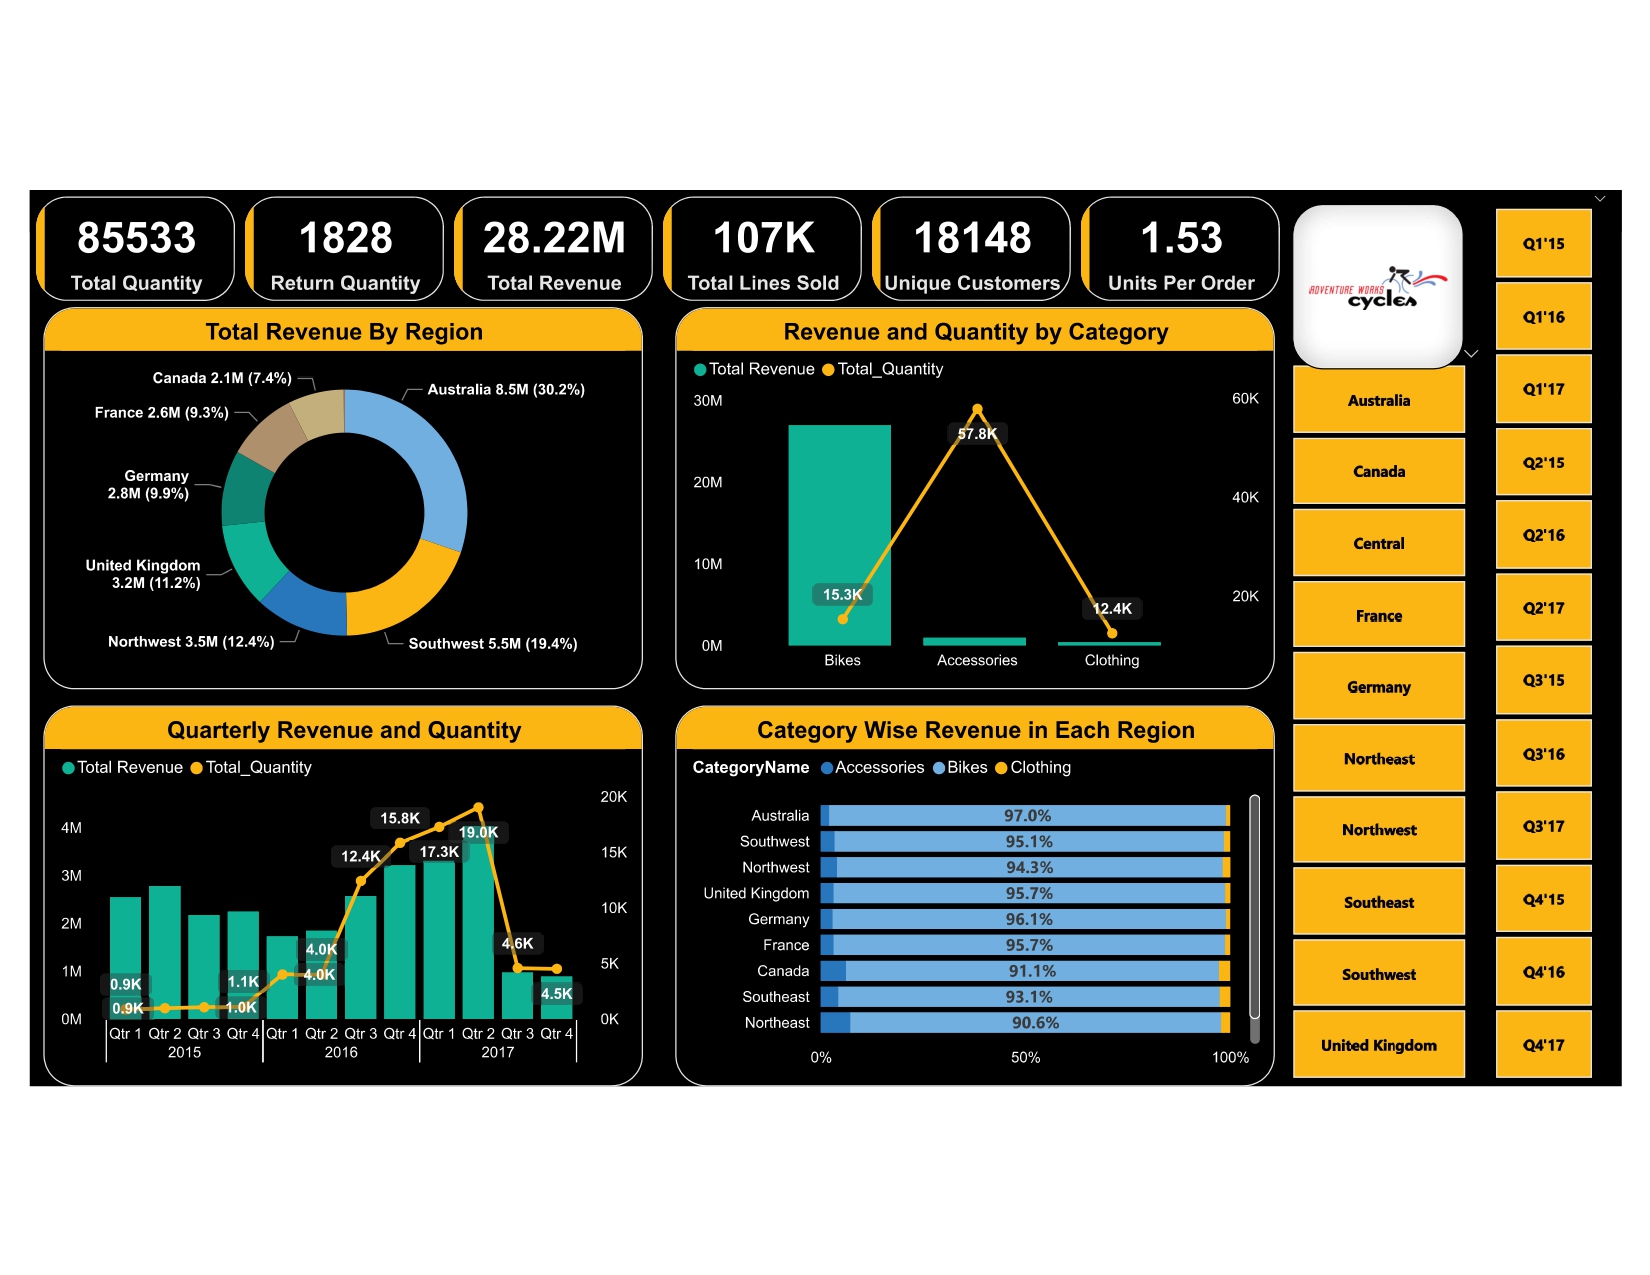 85533
Total Quantity
1828
Return Quantity
28.22M
Total Revenue
107K
Total Lines Sold
18148
Unique Customers
1.53
Units Per Order
ADVENTURE WORKS
cycles
Total Revenue By Region
Canada 2.1M (7.4%)
Australia 8.5M (30.2%)
France 2.6M (9.3%)
Germany
2.8M (9.9%)
United Kingdom
3.2M (11.2%)
Northwest 3.5M (12.4%)
Southwest 5.5M (19.4%)
Revenue and Quantity by Category
Total Revenue Total_Quantity
30M
20M
10M
0M
60K
40K
20K
15.3K
57.8K
12.4K
Bikes
Accessories
Clothing
Quarterly Revenue and Quantity
Total Revenue Total_Quantity
4M
3M
2M
1M
0M
20K
15K
10K
5K
0K
0.9K
0.9K
1.1K
1.0K
4.0K
4.0K
12.4K
15.8K
17.3K
19.0K
4.6K
4.5K
Qtr 1 Qtr 2 Qtr 3 Qtr 4 Qtr 1 Qtr 2 Qtr 3 Qtr 4 Qtr 1 Qtr 2 Qtr 3 Qtr 4
2015 2016 2017
Category Wise Revenue in Each Region
CategoryName Accessories Bikes Clothing
Australia 97.0%
Southwest 95.1%
Northwest 94.3%
United Kingdom 95.7%
Germany 96.1%
France 95.7%
Canada 91.1%
Southeast 93.1%
Northeast 90.6%
0% 50% 100%
Australia
Canada
Central
France
Germany
Northeast
Northwest
Southeast
Southwest
United Kingdom
Q1'15
Q1'16
Q1'17
Q2'15
Q2'16
Q2'17
Q3'15
Q3'16
Q3'17
Q4'15
Q4'16
Q4'17